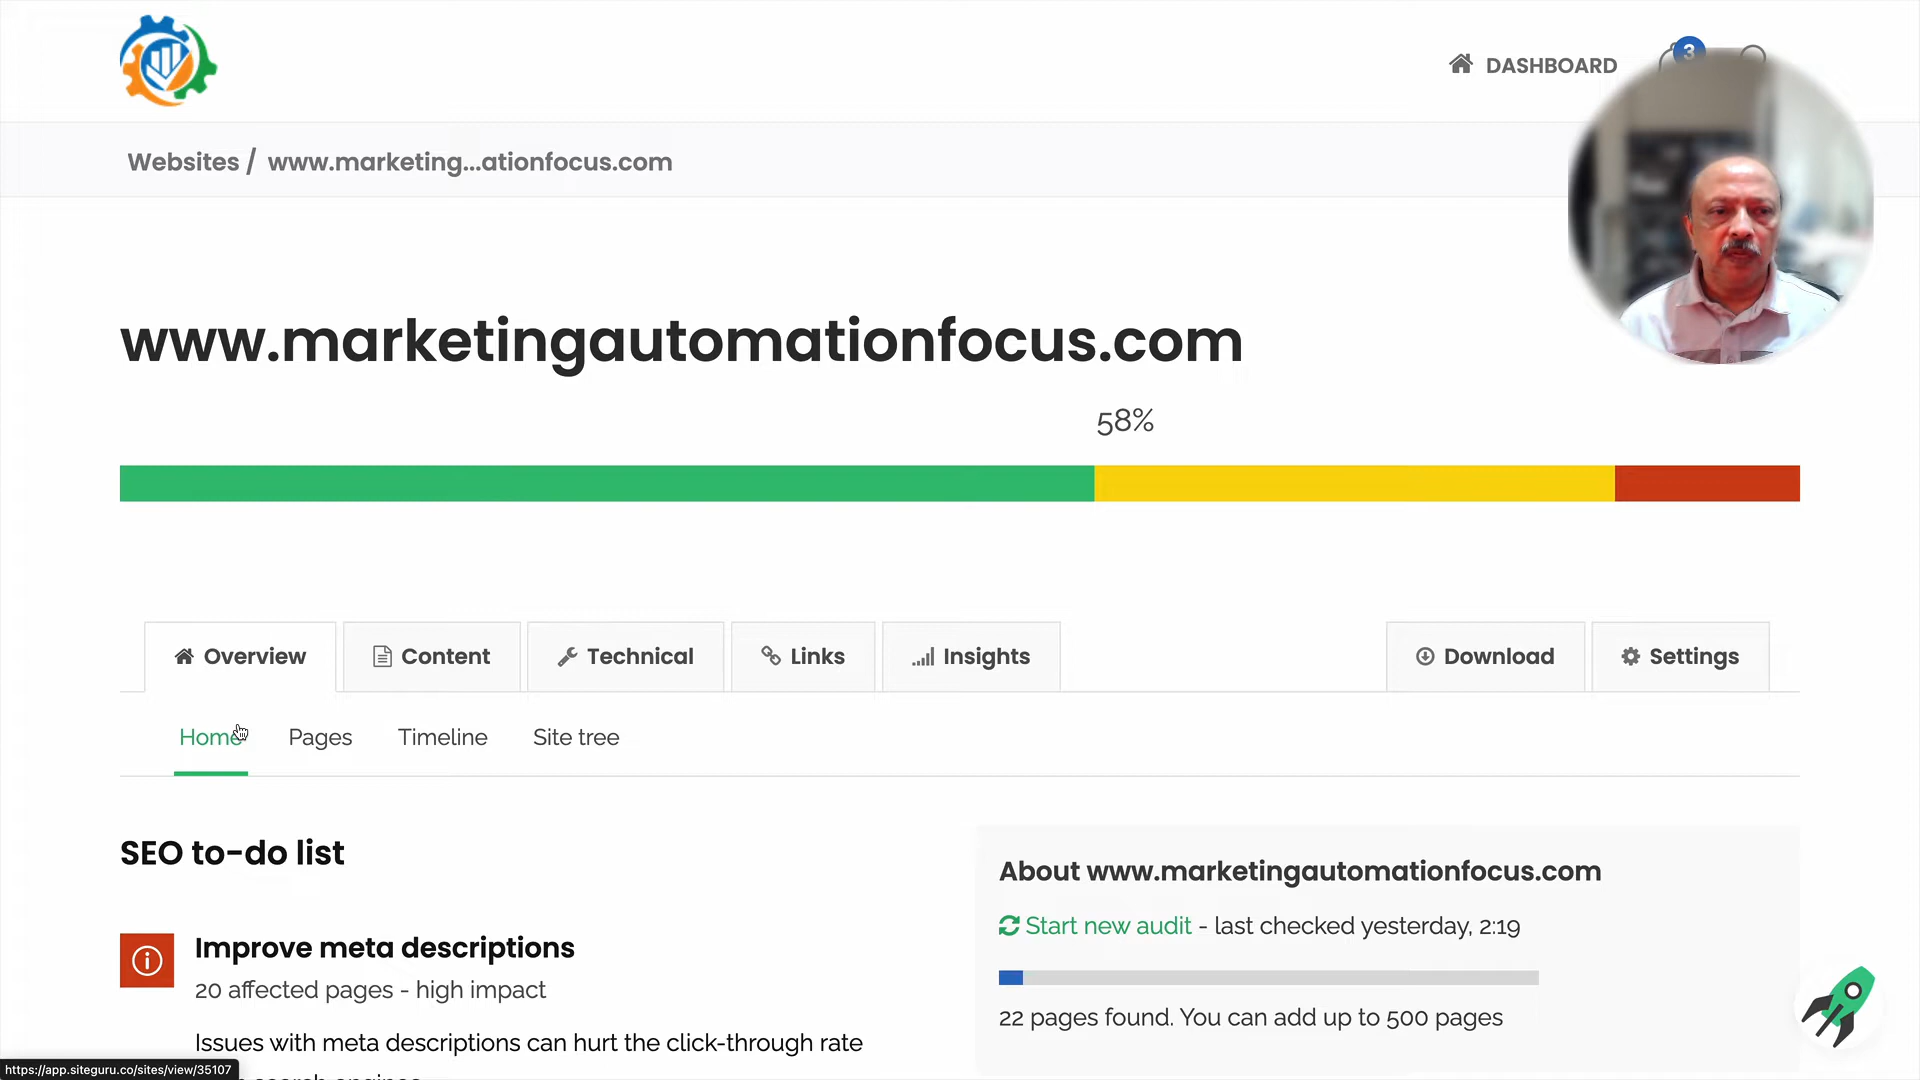 DASHBOARD
3
Websites / www.marketing...ationfocus.com
www.marketingautomationfocus.com
58%
Overview
Content
Technical
Links
Insights
Download
Settings
Home
Pages
Timeline
Site tree
SEO to-do list
Improve meta descriptions
20 affected pages - high impact
Issues with meta descriptions can hurt the click-through rate
About www.marketingautomationfocus.com
Start new audit - last checked yesterday, 2:19
22 pages found. You can add up to 500 pages
https://app.siteguru.co/sites/view/35107